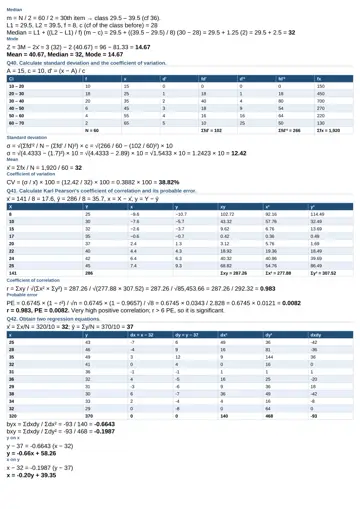 Median
m = N / 2 = 60 / 2 = 30th item → class 29.5 – 39.5 (cf 36).
L1 = 29.5, L2 = 39.5, f = 8, c (cf of the class before) = 28
Median = L1 + ((L2 − L1) / f) (m − c) = 29.5 + ((39.5 − 29.5) / 8) (30 − 28) = 29.5 + 1.25 (2) = 29.5 + 2.5 = 32
Mode
Z = 3M − 2x̄ = 3 (32) − 2 (40.67) = 96 − 81.33 = 14.67
Mean = 40.67, Median = 32, Mode = 14.67
Q40. Calculate standard deviation and the coefficient of variation.
A = 15, c = 10, d' = (x − A) / c
CI f x d' fd' d'² fd'² fx
10 – 20 10 15 0 0 0 0 150
20 – 30 18 25 1 18 1 18 450
30 – 40 20 35 2 40 4 80 700
40 – 50 6 45 3 18 9 54 270
50 – 60 4 55 4 16 16 64 220
60 – 70 2 65 5 10 25 50 130
N = 60 Σfd' = 102 Σfd'² = 266 Σfx = 1,920
Standard deviation
σ = √(Σfd'² / N − (Σfd' / N)²) × c = √(266 / 60 − (102 / 60)²) × 10
σ = √(4.4333 − (1.7)²) × 10 = √(4.4333 − 2.89) × 10 = √1.5433 × 10 = 1.2423 × 10 = 12.42
Mean
x̄ = Σfx / N = 1,920 / 60 = 32
Coefficient of variation
CV = (σ / x̄) × 100 = (12.42 / 32) × 100 = 0.3882 × 100 = 38.82%
Q41. Calculate Karl Pearson's coefficient of correlation and its probable error.
x̄ = 141 / 8 = 17.6, ȳ = 286 / 8 = 35.7, x = X − x̄, y = Y − ȳ
X Y x y xy x² y²
8 25 −9.6 −10.7 102.72 92.16 114.49
10 30 −7.6 −5.7 43.32 57.76 32.49
15 32 −2.6 −3.7 9.62 6.76 13.69
17 35 −0.6 −0.7 0.42 0.36 0.49
20 37 2.4 1.3 3.12 5.76 1.69
22 40 4.4 4.3 18.92 19.36 18.49
24 42 6.4 6.3 40.32 40.96 39.69
25 45 7.4 9.3 68.82 54.76 86.49
141 286 Σxy = 287.26 Σx² = 277.88 Σy² = 307.52
Coefficient of correlation
r = Σxy / √(Σx² × Σy²) = 287.26 / √(277.88 × 307.52) = 287.26 / √85,453.66 = 287.26 / 292.32 = 0.983
Probable error
PE = 0.6745 × (1 − r²) / √n = 0.6745 × (1 − 0.9657) / √8 = 0.6745 × 0.0343 / 2.828 = 0.6745 × 0.0121 = 0.0082
r = 0.983, PE = 0.0082. Very high positive correlation; r > 6 PE, so it is significant.
Q42. Obtain two regression equations.
x̄ = Σx/N = 320/10 = 32; ȳ = Σy/N = 370/10 = 37
X Y dx = x − 32 dy = y − 37 dx² dy² dxdy
25 43 -7 6 49 36 -42
28 46 -4 9 16 81 -36
35 49 3 12 9 144 36
32 41 0 4 0 16 0
31 36 -1 -1 1 1 1
36 32 4 -5 16 25 -20
29 31 -3 -6 9 36 18
38 30 6 -7 36 49 -42
34 33 2 -4 4 16 -8
32 29 0 -8 0 64 0
320 370 0 0 140 468 -93
byx = Σdxdy / Σdx² = -93 / 140 = -0.6643
bxy = Σdxdy / Σdy² = -93 / 468 = -0.1987
y on x
y − 37 = -0.6643 (x − 32)
y = -0.66x + 58.26
x on y
x − 32 = -0.1987 (y − 37)
x = -0.20y + 39.35